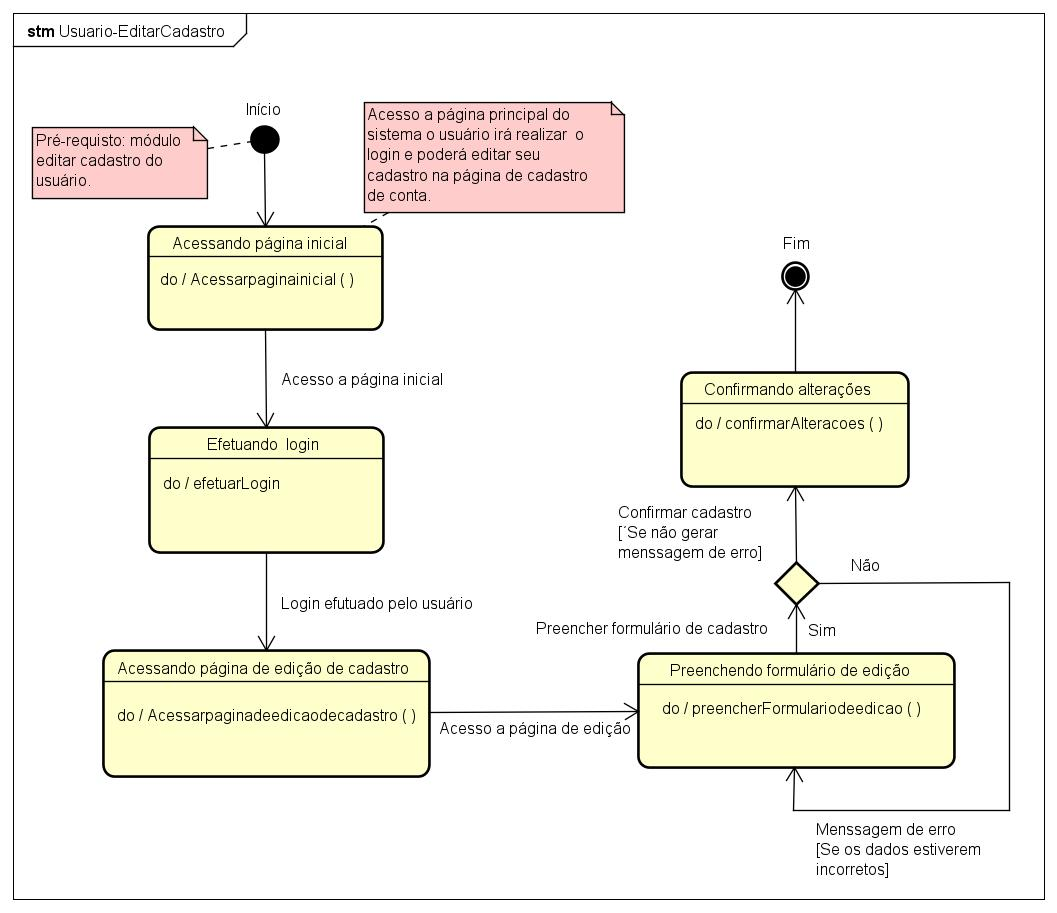 stm Usuario-EditarCadastro
Início
Pré-requisto: módulo
editar cadastro do
usuário.
Acesso a página principal do
sistema o usuário irá realizar o
login e poderá editar seu
cadastro na página de cadastro
de conta.
Acessando página inicial
do / Acessarpaginainicial ( )
Acesso a página inicial
Efetuando login
do / efetuarLogin
Login efutuado pelo usuário
Acessando página de edição de cadastro
do / Acessarpaginadeedicaodecadastro ( )
Acesso a página de edição
Preenchendo formulário de edição
do / preencherFormulariodeedicao ( )
Preencher formulário de cadastro
Sim
Não
Menssagem de erro
[Se os dados estiverem
incorretos]
Confirmar cadastro
[´Se não gerar
menssagem de erro]
Confirmando alterações
do / confirmarAlteracoes ( )
Fim